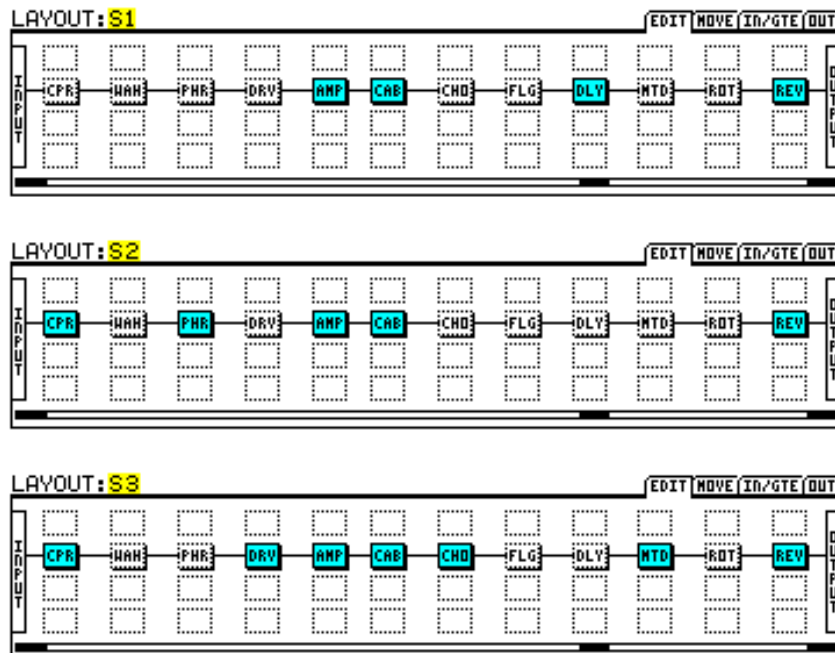 LAYOUT:S1 EDIT MOVE IN/GTE OUT
INPUT CPR WAH PHR DRV AMP CAB CHO FLG DLY MTD ROT REV OUTPUT
LAYOUT:S2 EDIT MOVE IN/GTE OUT
INPUT CPR WAH PHR DRV AMP CAB CHO FLG DLY MTD ROT REV OUTPUT
LAYOUT:S3 EDIT MOVE IN/GTE OUT
INPUT CPR WAH PHR DRV AMP CAB CHO FLG DLY MTD ROT REV OUTPUT